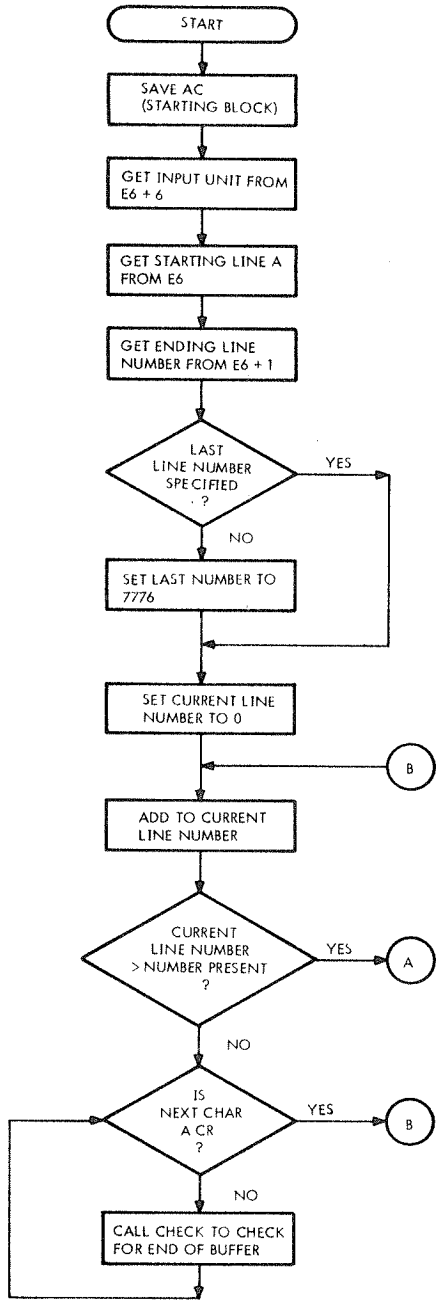 START
SAVE AC
(STARTING BLOCK)
GET INPUT UNIT FROM
E6 + 6
GET STARTING LINE A
FROM E6
GET ENDING LINE
NUMBER FROM E6 + 1
LAST
LINE NUMBER
SPECIFIED
?
YES
NO
SET LAST NUMBER TO
7776
SET CURRENT LINE
NUMBER TO 0
B
ADD TO CURRENT
LINE NUMBER
CURRENT
LINE NUMBER
> NUMBER PRESENT
?
YES
A
NO
IS
NEXT CHAR
A CR
?
YES
B
NO
CALL CHECK TO CHECK
FOR END OF BUFFER